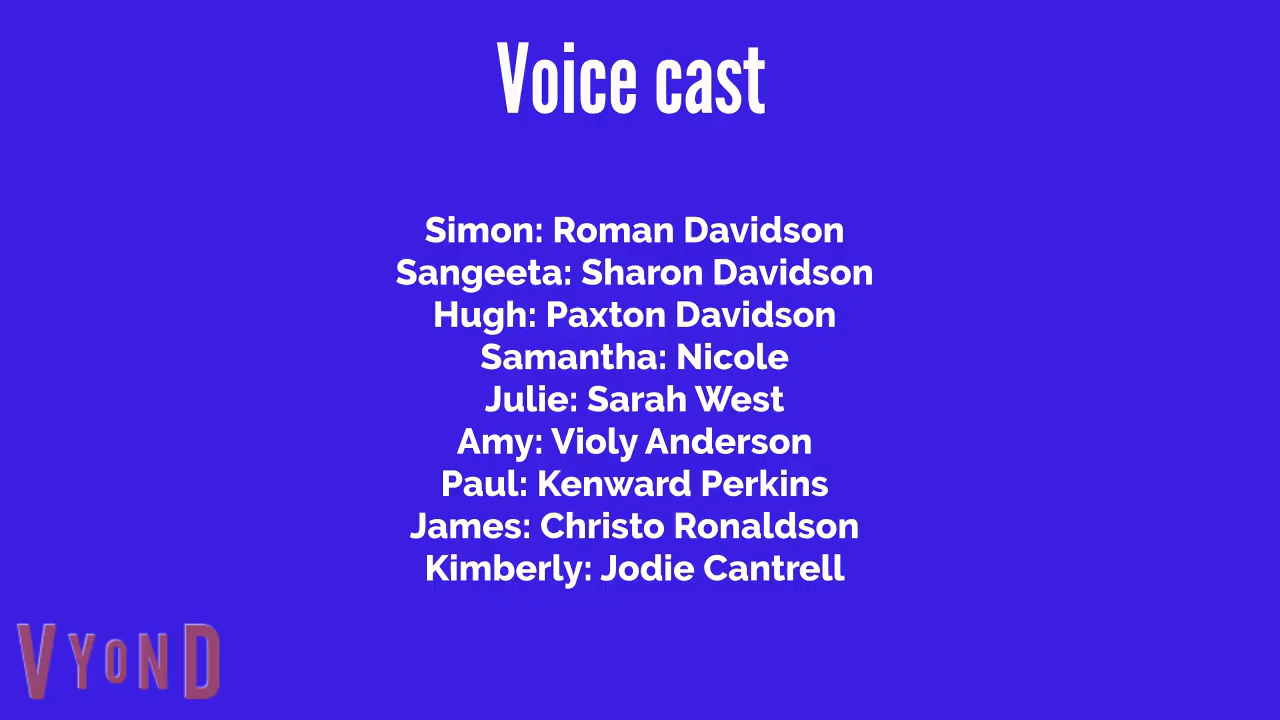 Voice cast
Simon: Roman Davidson
Sangeeta: Sharon Davidson
Hugh: Paxton Davidson
Samantha: Nicole
Julie: Sarah West
Amy: Violy Anderson
Paul: Kenward Perkins
James: Christo Ronaldson
Kimberly: Jodie Cantrell
VYOND